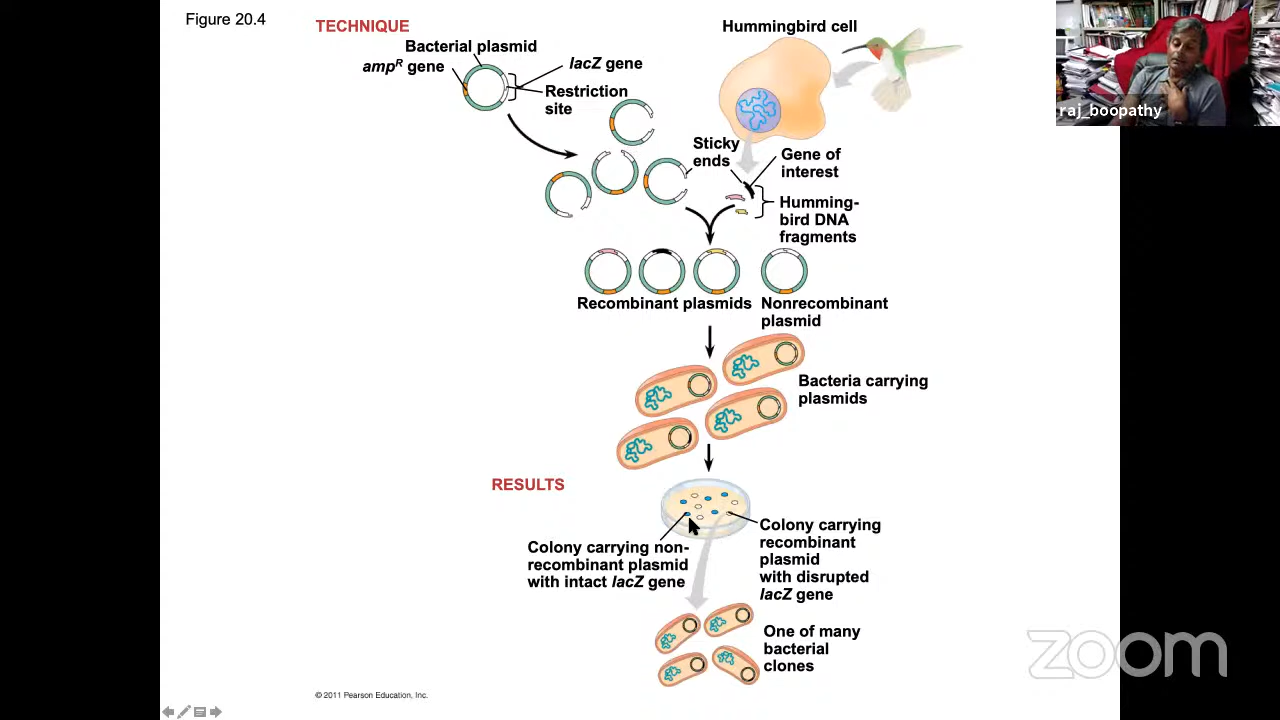 Figure 20.4
TECHNIQUE
Bacterial plasmid
ampR gene
lacZ gene
Restriction
site
Hummingbird cell
raj_boopathy
Sticky
ends
Gene of
interest
Humming-
bird DNA
fragments
Recombinant plasmids
Nonrecombinant
plasmid
Bacteria carrying
plasmids
RESULTS
Colony carrying non-
recombinant plasmid
with intact lacZ gene
Colony carrying
recombinant
plasmid
with disrupted
lacZ gene
One of many
bacterial
clones
zoom
© 2011 Pearson Education, Inc.